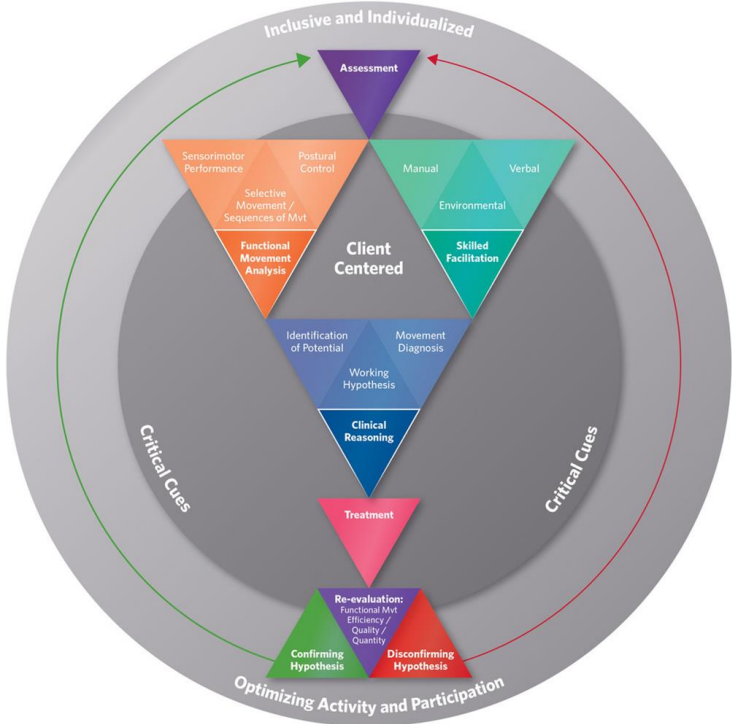 Inclusive and Individualized
Assessment
Sensorimotor
Performance
Postural
Control
Selective
Movement /
Sequences of Mvt
Functional
Movement
Analysis
Manual
Verbal
Environmental
Skilled
Facilitation
Client
Centered
Identification
of Potential
Movement
Diagnosis
Working
Hypothesis
Clinical
Reasoning
Critical Cues
Critical Cues
Treatment
Re-evaluation:
Functional Mvt
Efficiency /
Quality /
Quantity
Confirming
Hypothesis
Disconfirming
Hypothesis
Optimizing Activity and Participation